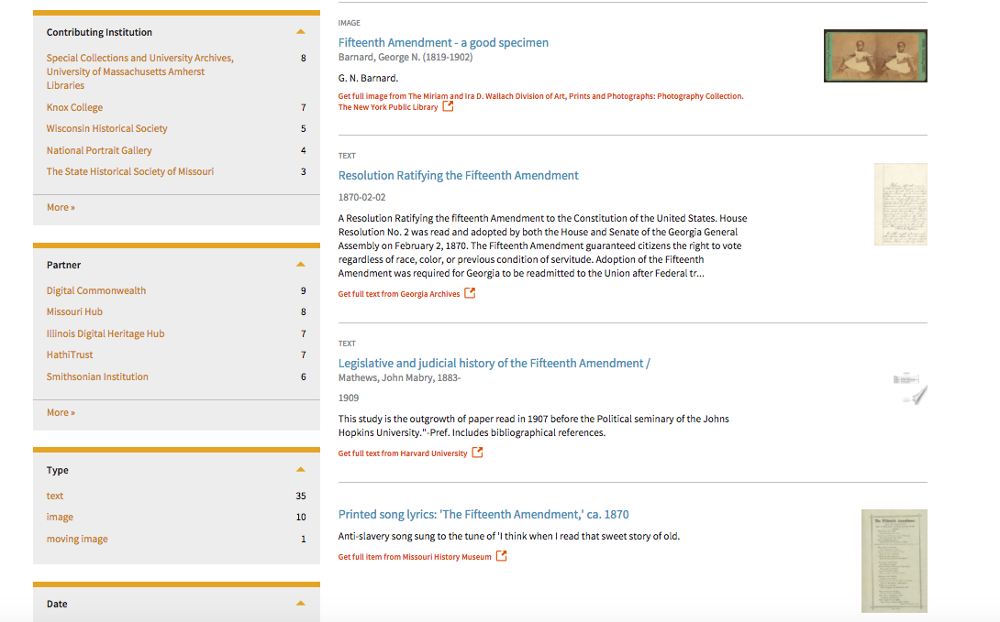 Contributing Institution
Special Collections and University Archives, 8
University of Massachusetts Amherst
Libraries
Knox College 7
Wisconsin Historical Society 5
National Portrait Gallery 4
The State Historical Society of Missouri 3
More »
Partner
Digital Commonwealth 9
Missouri Hub 8
Illinois Digital Heritage Hub 7
HathiTrust 7
Smithsonian Institution 6
More »
Type
text 35
image 10
moving image 1
Date
IMAGE
Fifteenth Amendment - a good specimen
Barnard, George N. (1819-1902)
G. N. Barnard.
Get full image from The Miriam and Ira D. Wallach Division of Art, Prints and Photographs: Photography Collection.
The New York Public Library
TEXT
Resolution Ratifying the Fifteenth Amendment
1870-02-02
A Resolution Ratifying the fifteenth Amendment to the Constitution of the United States. House
Resolution No. 2 was read and adopted by both the House and Senate of the Georgia General
Assembly on February 2, 1870. The Fifteenth Amendment guaranteed citizens the right to vote
regardless of race, color, or previous condition of servitude. Adoption of the Fifteenth
Amendment was required for Georgia to be readmitted to the Union after Federal tr...
Get full text from Georgia Archives
TEXT
Legislative and judicial history of the Fifteenth Amendment /
Mathews, John Mabry, 1883-
1909
This study is the outgrowth of paper read in 1907 before the Political seminary of the Johns
Hopkins University."-Pref. Includes bibliographical references.
Get full text from Harvard University
Printed song lyrics: 'The Fifteenth Amendment,' ca. 1870
Anti-slavery song sung to the tune of 'I think when I read that sweet story of old.
Get full item from Missouri History Museum
The Fifteenth Amendment.